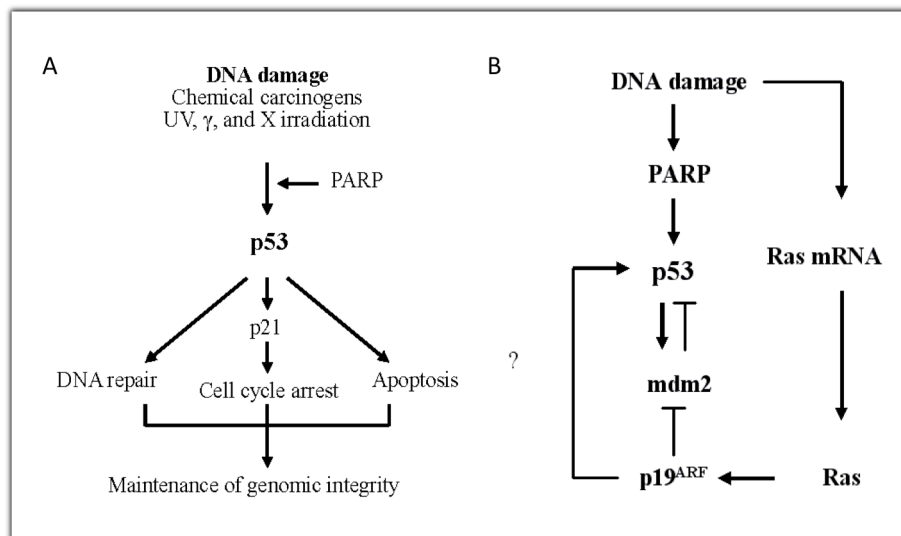 A
DNA damage
Chemical carcinogens
UV, γ, and X irradiation
PARP
p53
p21
DNA repair
Cell cycle arrest
Apoptosis
Maintenance of genomic integrity
B
DNA damage
PARP
p53
Ras mRNA
?
mdm2
p19ARF
Ras